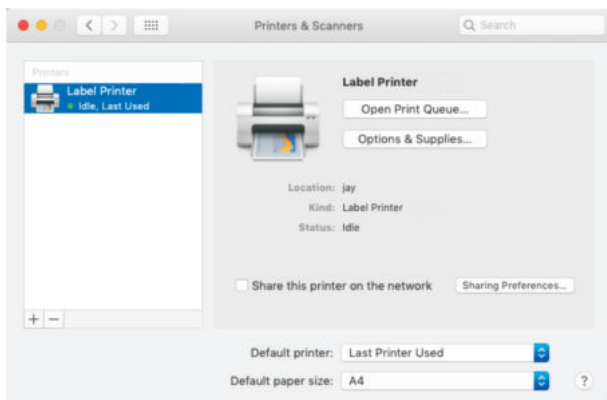 Printers & Scanners
Search
Printers
Label Printer
Idle, Last Used
Label Printer
Open Print Queue...
Options & Supplies...
Location: jay
Kind: Label Printer
Status: Idle
Share this printer on the network
Sharing Preferences...
+ −
Default printer: Last Printer Used
Default paper size: A4
?